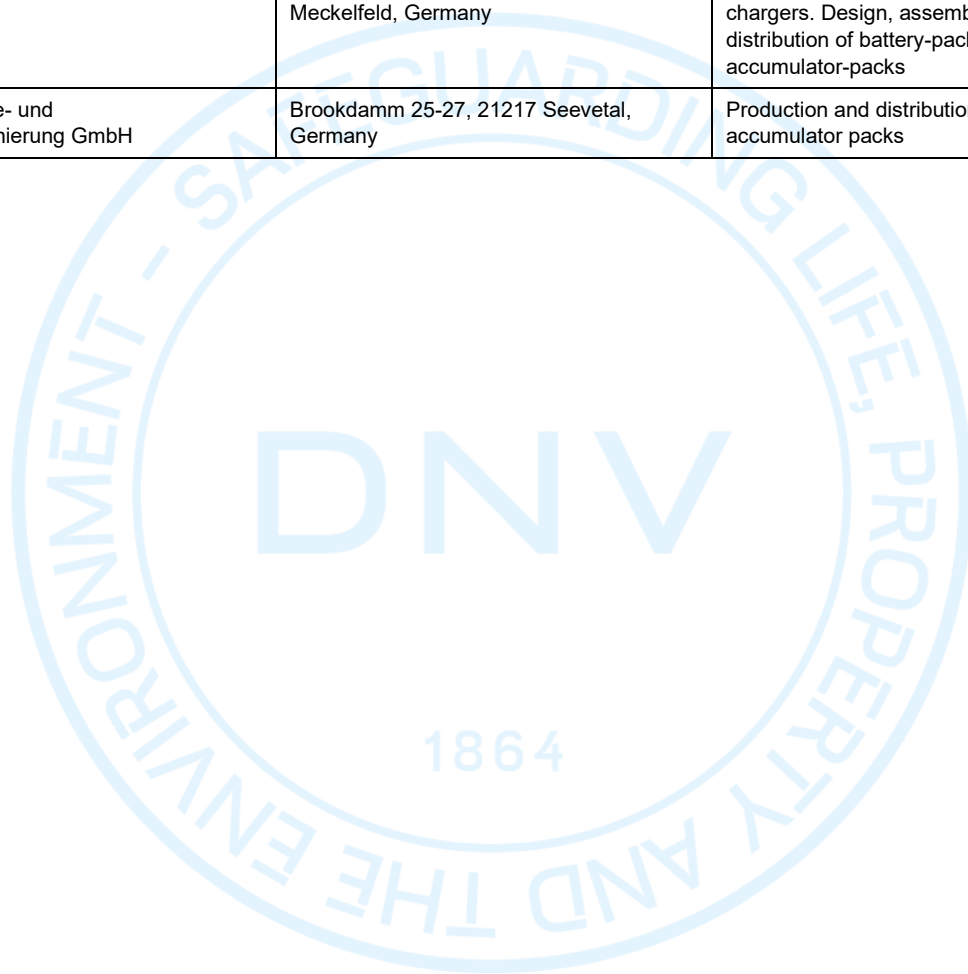 Meckelfeld, Germany
chargers. Design, assemb
distribution of battery-pac
accumulator-packs
e- und
nierung GmbH
Brookdamm 25-27, 21217 Seevetal,
Germany
Production and distribution
accumulator packs
SAFEGUARDING LIFE, PROPERTY AND THE ENVIRONMENT -
DNV
1864